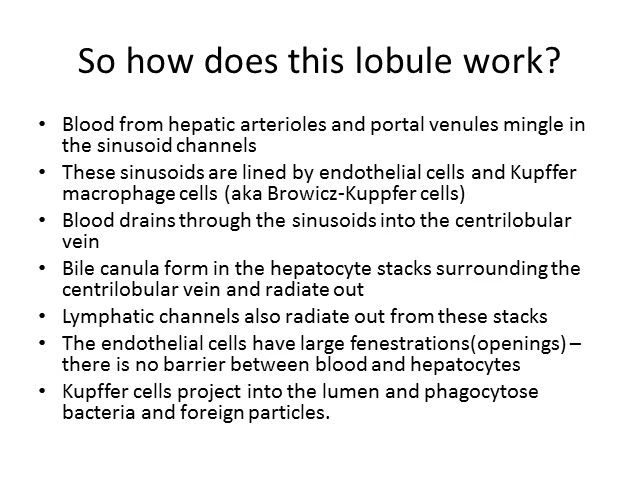 So how does this lobule work?
• Blood from hepatic arterioles and portal venules mingle in
the sinusoid channels
• These sinusoids are lined by endothelial cells and Kupffer
macrophage cells (aka Browicz-Kuppfer cells)
• Blood drains through the sinusoids into the centrilobular
vein
• Bile canula form in the hepatocyte stacks surrounding the
centrilobular vein and radiate out
• Lymphatic channels also radiate out from these stacks
• The endothelial cells have large fenestrations(openings) –
there is no barrier between blood and hepatocytes
• Kupffer cells project into the lumen and phagocytose
bacteria and foreign particles.